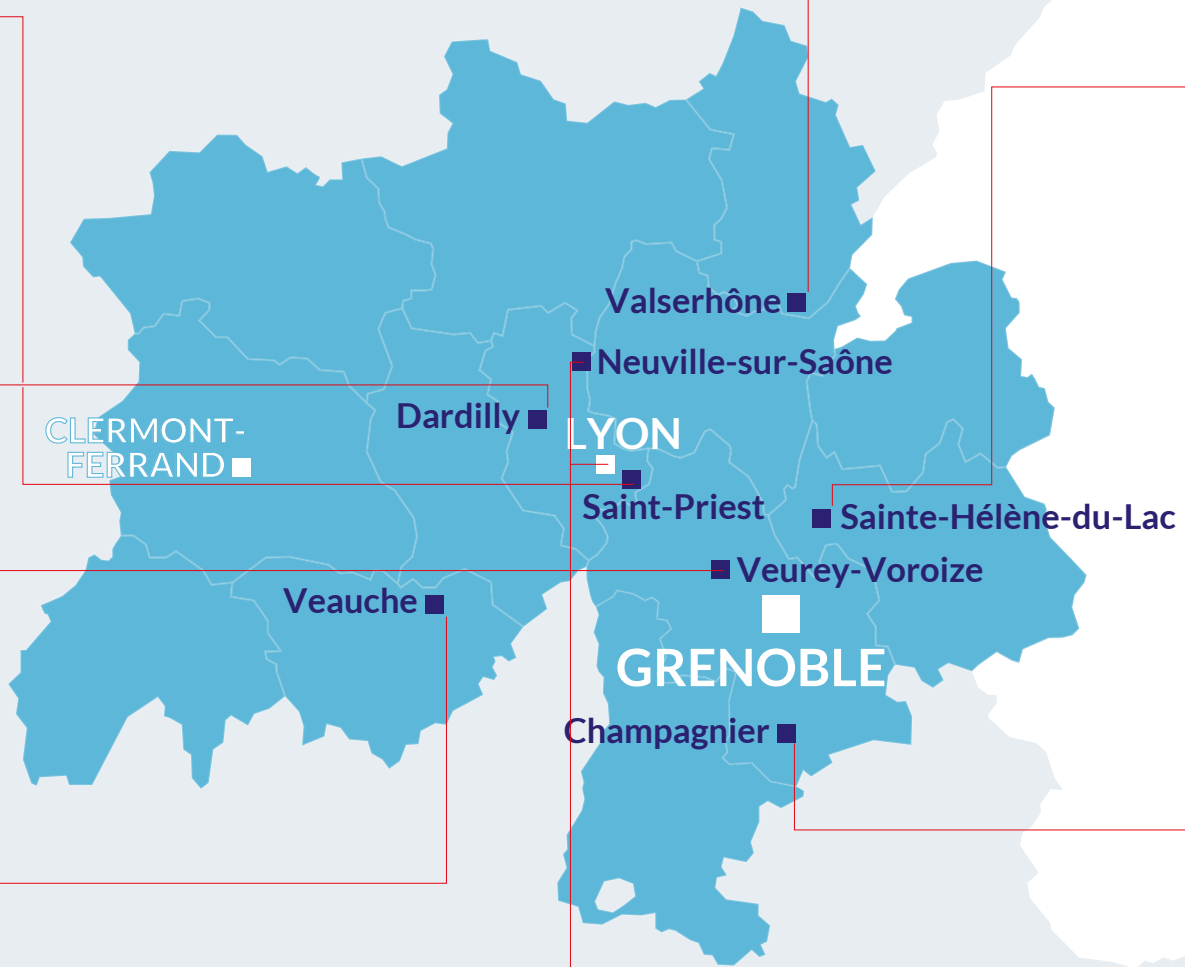 Valserhône
Neuville-sur-Saône
Dardilly
LYON
CLERMONT-
FERRAND
Saint-Priest
Sainte-Hélène-du-Lac
Veurey-Voroize
Veauche
GRENOBLE
Champagnier